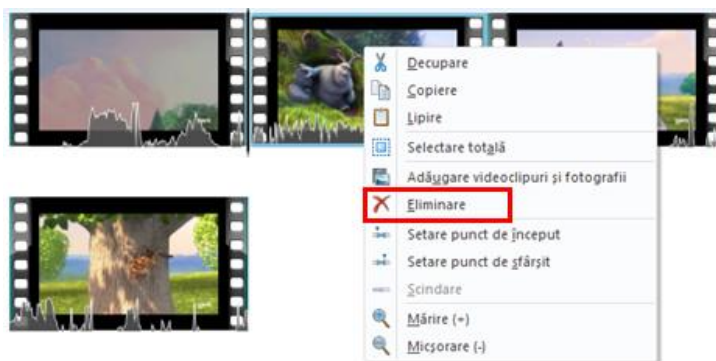 Decupare
Copiere
Lipire
Selectare totală
Adăugare videoclipuri și fotografii
Eliminare
Setare punct de început
Setare punct de sfârșit
Scindare
Mărire (+)
Micșorare (-)